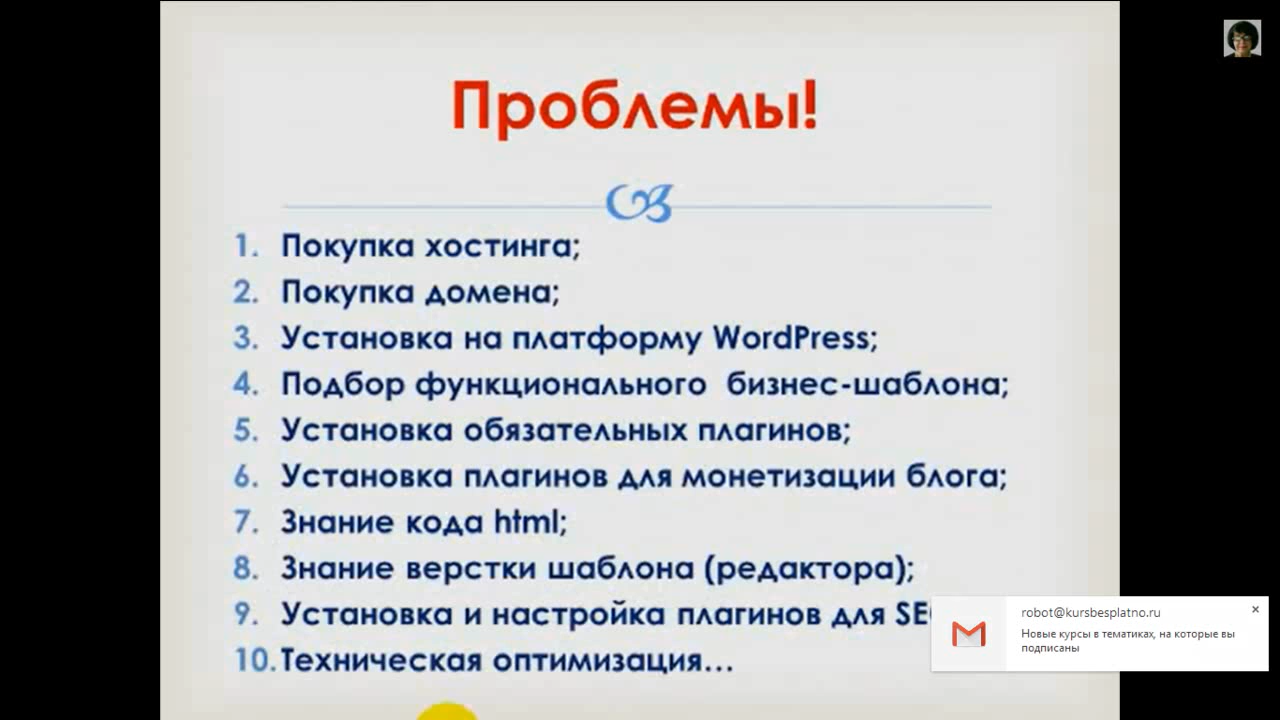 Проблемы!
1. Покупка хостинга;
2. Покупка домена;
3. Установка на платформу WordPress;
4. Подбор функционального бизнес-шаблона;
5. Установка обязательных плагинов;
6. Установка плагинов для монетизации блога;
7. Знание кода html;
8. Знание верстки шаблона (редактора);
9. Установка и настройка плагинов для
10. Техническая оптимизация...
robot@kursbesplatno.ru
Новые курсы в тематиках, на которые вы
подписаны